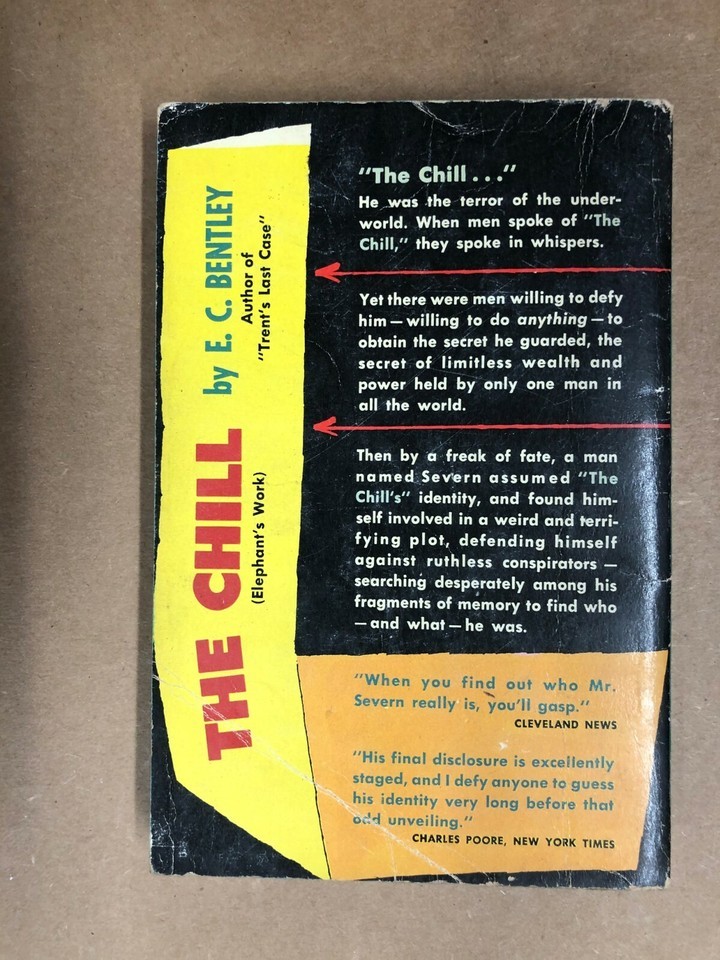 THE CHILL
(Elephant's Work)
by E. C. BENTLEY
Author of
"Trent's Last Case"
"The Chill..."
He was the terror of the under-
world. When men spoke of "The
Chill," they spoke in whispers.
Yet there were men willing to defy
him—willing to do anything—to
obtain the secret he guarded, the
secret of limitless wealth and
power held by only one man in
all the world.
Then by a freak of fate, a man
named Severn assumed "The
Chill's" identity, and found him-
self involved in a weird and terri-
fying plot, defending himself
against ruthless conspirators —
searching desperately among his
fragments of memory to find who
—and what—he was.
"When you find out who Mr.
Severn really is, you'll gasp."
CLEVELAND NEWS
"His final disclosure is excellently
staged, and I defy anyone to guess
his identity very long before that
odd unveiling."
CHARLES POORE, NEW YORK TIMES